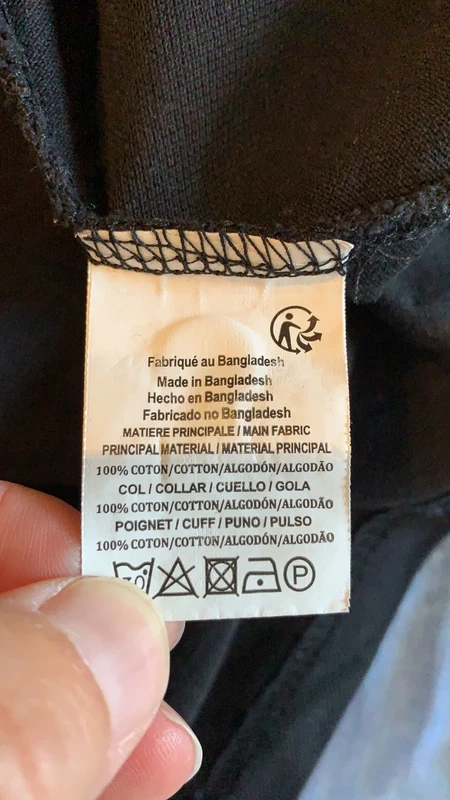 Fabriqué au Bangladesh
Made in Bangladesh
Hecho en Bangladesh
Fabricado no Bangladesh
MATIERE PRINCIPALE / MAIN FABRIC
PRINCIPAL MATERIAL / MATERIAL PRINCIPAL
100% COTON/COTTON/ALGODÓN/ALGODÃO
COL / COLLAR / CUELLO / GOLA
100% COTON/COTTON/ALGODÓN/ALGODÃO
POIGNET / CUFF / PUNO / PULSO
100% COTON/COTTON/ALGODÓN/ALGODÃO
P